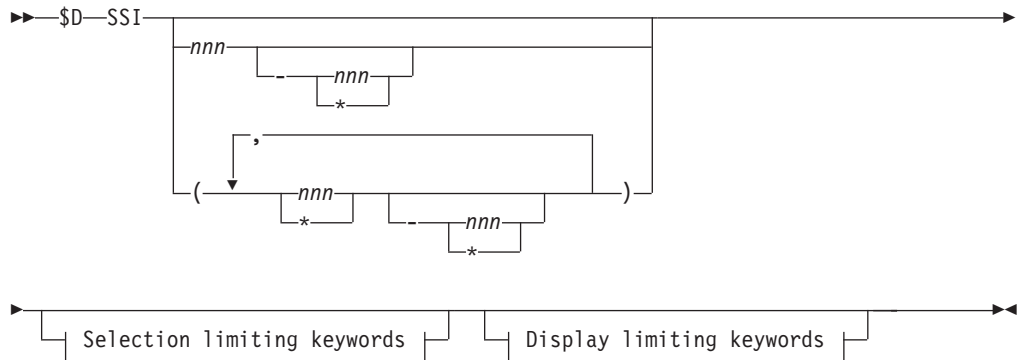 $D SSI
nnn
- nnn
*
,
( nnn )
* - nnn
*
Selection limiting keywords Display limiting keywords